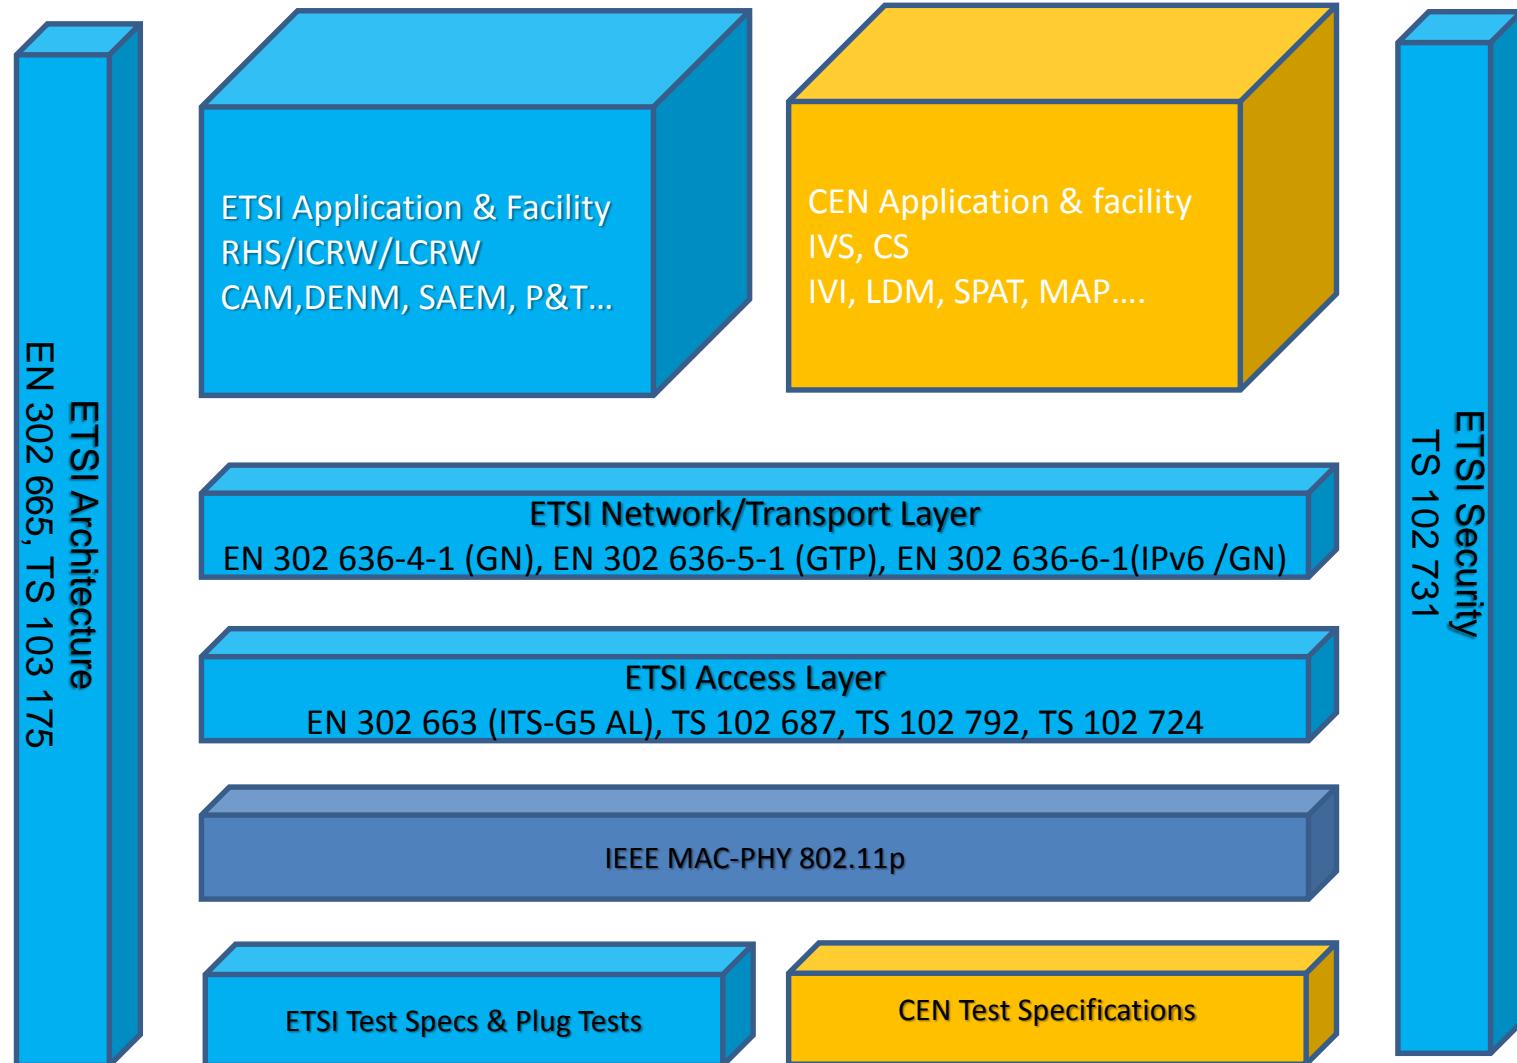 ETSI Architecture
EN 302 665, TS 103 175
ETSI Application & Facility
RHS/ICRW/LCRW
CAM,DENM, SAEM, P&T...
CEN Application & facility
IVS, CS
IVI, LDM, SPAT, MAP....
ETSI Network/Transport Layer
EN 302 636-4-1 (GN), EN 302 636-5-1 (GTP), EN 302 636-6-1(IPv6 /GN)
ETSI Access Layer
EN 302 663 (ITS-G5 AL), TS 102 687, TS 102 792, TS 102 724
IEEE MAC-PHY 802.11p
ETSI Test Specs & Plug Tests
CEN Test Specifications
ETSI Security
TS 102 731